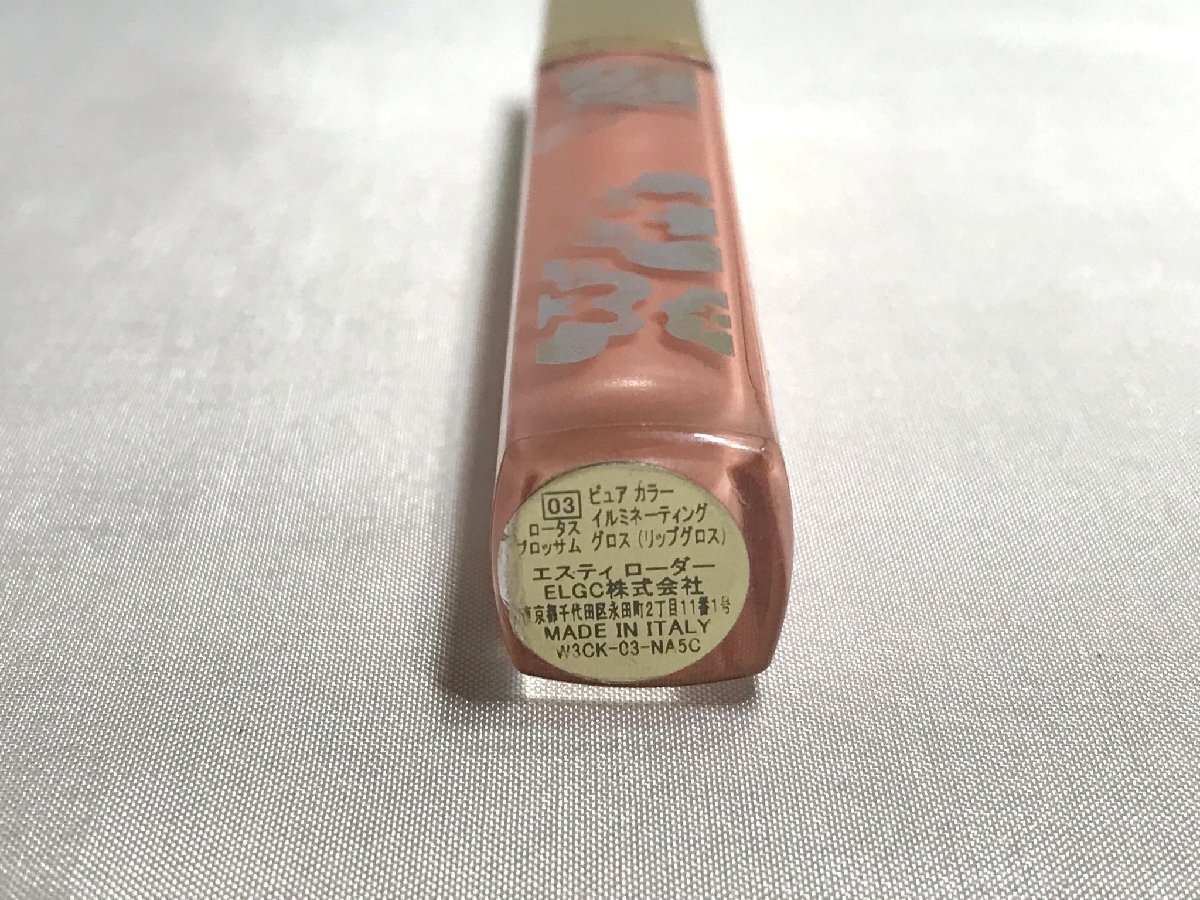 03 ピュア カラー
ロータス イルミネーティング
ブロッサム グロス (リップグロス)
エスティ ローダー
ELGC株式会社
東京都千代田区永田町2丁目11番1号
MADE IN ITALY
W3CK-03-NA5C